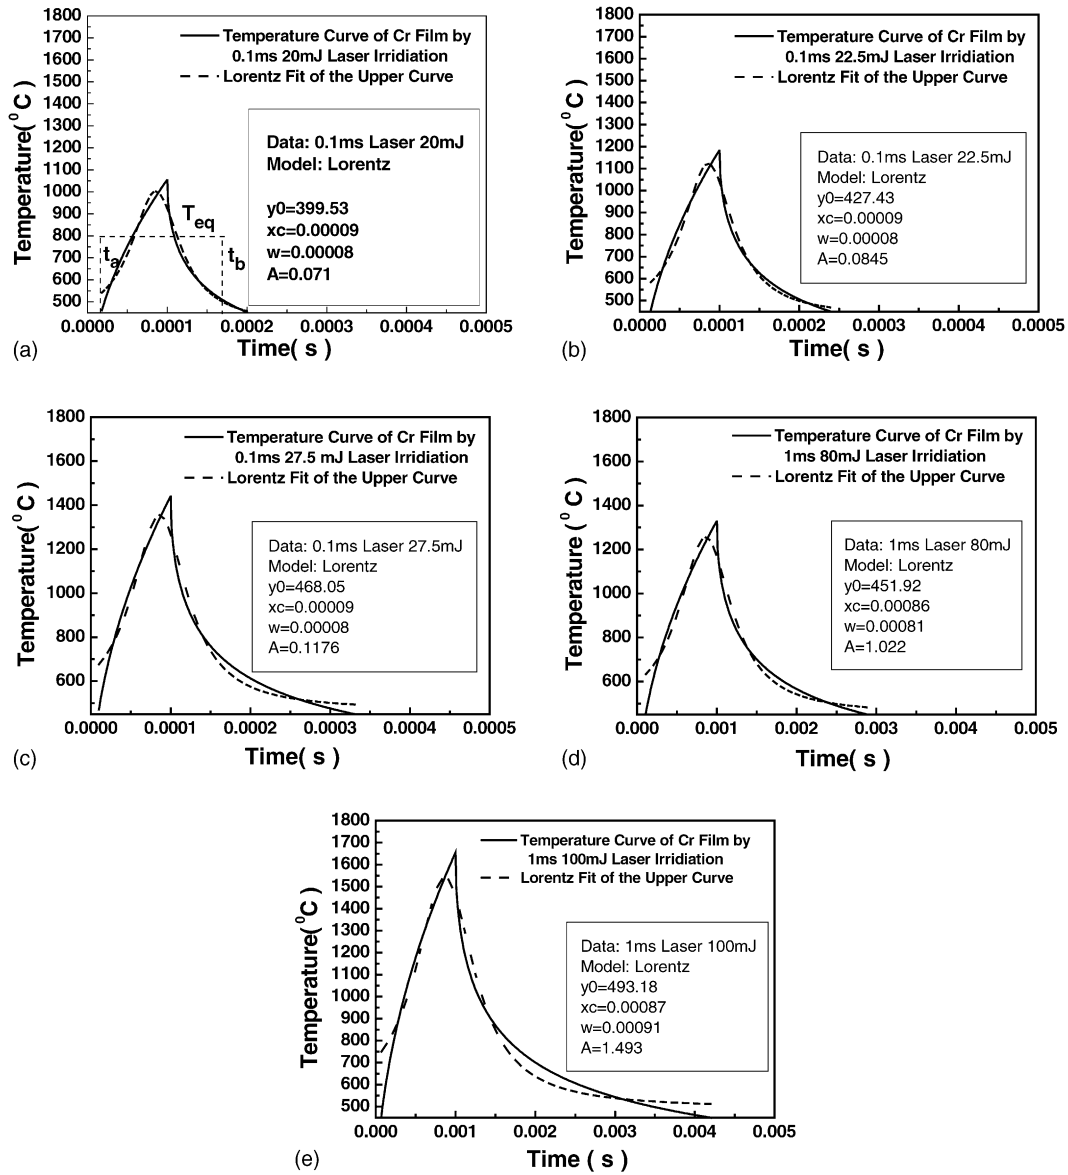 1800
1700
1600
1500
1400
1300
1200
1100
1000
900
800
700
600
500
Temperature(⁰C)
Temperature Curve of Cr Film by
0.1ms 20mJ Laser Irridiation
Lorentz Fit of the Upper Curve
Data: 0.1ms Laser 20mJ
Model: Lorentz
y0=399.53
xc=0.00009
w=0.00008
A=0.071
Teq
ta
tb
0.0000 0.0001 0.0002 0.0003 0.0004 0.0005
Time( s )
(a)
1800
1700
1600
1500
1400
1300
1200
1100
1000
900
800
700
600
500
Temperature(⁰C)
Temperature Curve of Cr Film by
0.1ms 22.5mJ Laser Irridiation
Lorentz Fit of the Upper Curve
Data: 0.1ms Laser 22.5mJ
Model: Lorentz
y0=427.43
xc=0.00009
w=0.00008
A=0.0845
0.0000 0.0001 0.0002 0.0003 0.0004 0.0005
Time( s )
(b)
1800
1600
1400
1200
1000
800
600
Temperature(⁰C)
Temperature Curve of Cr Film by
0.1ms 27.5 mJ Laser Irridiation
Lorentz Fit of the Upper Curve
Data: 0.1ms Laser 27.5mJ
Model: Lorentz
y0=468.05
xc=0.00009
w=0.00008
A=0.1176
0.0000 0.0001 0.0002 0.0003 0.0004 0.0005
Time( s )
(c)
1800
1600
1400
1200
1000
800
600
Temperature (⁰C)
Temperature Curve of Cr Film by
1ms 80mJ Laser Irridiation
Lorentz Fit of the Upper Curve
Data: 1ms Laser 80mJ
Model: Lorentz
y0=451.92
xc=0.00086
w=0.00081
A=1.022
0.000 0.001 0.002 0.003 0.004 0.005
Time( s )
(d)
1800
1700
1600
1500
1400
1300
1200
1100
1000
900
800
700
600
500
Temperature(⁰C)
Temperature Curve of Cr Film by
1ms 100mJ Laser Irridiation
Lorentz Fit of the Upper Curve
Data: 1ms Laser 100mJ
Model: Lorentz
y0=493.18
xc=0.00087
w=0.00091
A=1.493
0.000 0.001 0.002 0.003 0.004 0.005
Time ( s )
(e)